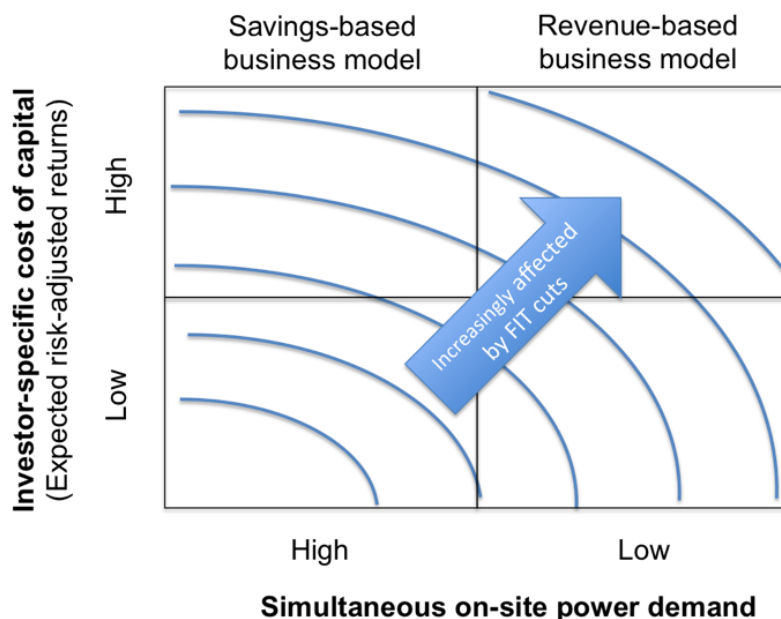 Savings-based
business model
Revenue-based
business model
Investor-specific cost of capital
(Expected risk-adjusted returns)
High
Low
Increasingly affected
by FIT cuts
High
Low
Simultaneous on-site power demand